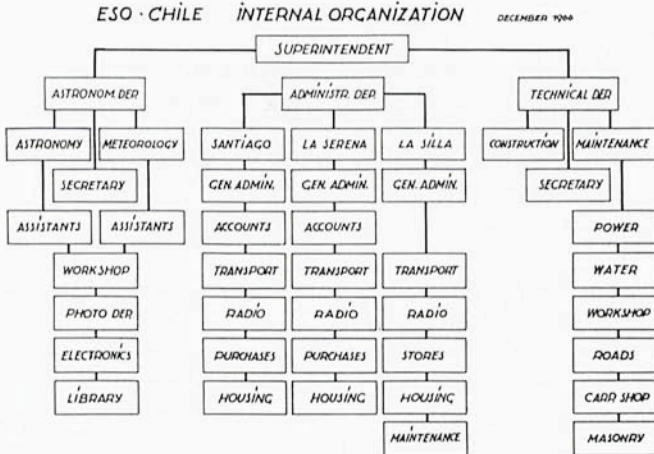 ESO · CHILE INTERNAL ORGANIZATION DECEMBER 1966
SUPERINTENDENT
ASTRONOM. DEP. ADMINISTR. DEP. TECHNICAL DEP.
ASTRONOMY METEOROLOGY SANTIAGO LA SERENA LA SILLA CONSTRUCTION MAINTENANCE
SECRETARY GEN. ADMIN. GEN. ADMIN. GEN. ADMIN. SECRETARY
ASSISTANTS ASSISTANTS ACCOUNTS ACCOUNTS POWER
WORKSHOP TRANSPORT TRANSPORT TRANSPORT WATER
PHOTO DEP. RADIO RADIO RADIO WORKSHOP
ELECTRONICS PURCHASES PURCHASES STORES ROADS
LIBRARY HOUSING HOUSING HOUSING CARP. SHOP
MAINTENANCE MASONRY